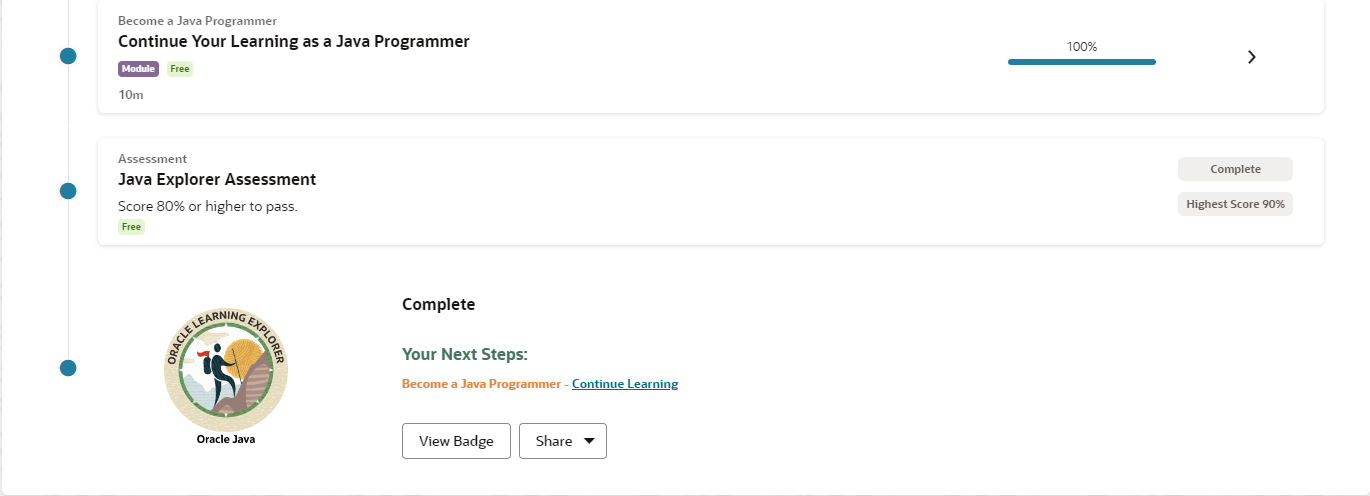 Become a Java Programmer
Continue Your Learning as a Java Programmer
Module Free
10m
100%
Assessment
Java Explorer Assessment
Score 80% or higher to pass.
Free
Complete
Highest Score 90%
ORACLE LEARNING EXPLORER
Oracle Java
Complete
Your Next Steps:
Become a Java Programmer - Continue Learning
View Badge Share